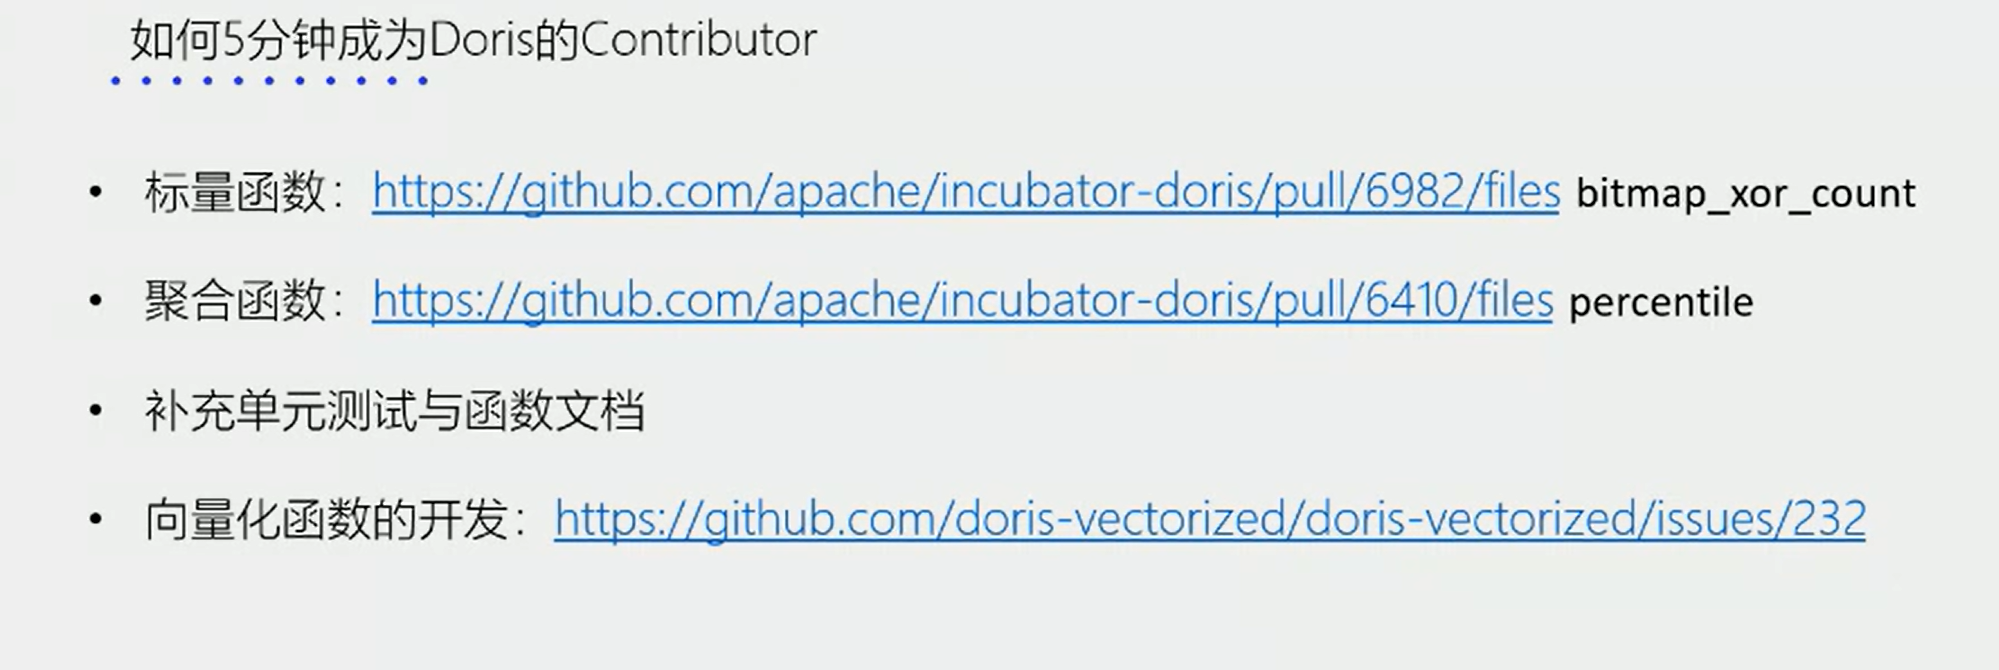 如何5分钟成为Doris的Contributor
• 标量函数：https://github.com/apache/incubator-doris/pull/6982/files bitmap_xor_count
• 聚合函数：https://github.com/apache/incubator-doris/pull/6410/files percentile
• 补充单元测试与函数文档
• 向量化函数的开发：https://github.com/doris-vectorized/doris-vectorized/issues/232